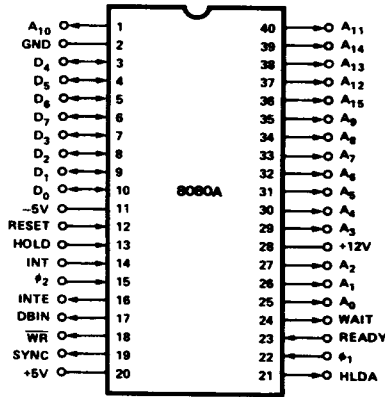 A₁₀ 1 40 A₁₁
GND 2 39 A₁₄
D₄ 3 38 A₁₃
D₅ 4 37 A₁₂
D₆ 5 36 A₁₅
D₇ 6 35 A₉
D₃ 7 34 A₈
D₂ 8 33 A₇
D₁ 9 32 A₆
D₀ 10 8080A 31 A₅
~5V 11 30 A₄
RESET 12 29 A₃
HOLD 13 28 +12V
INT 14 27 A₂
ϕ₂ 15 26 A₁
INTE 16 25 A₀
DBIN 17 24 WAIT
W̅R̅ 18 23 READY
SYNC 19 22 ϕ₁
+5V 20 21 HLDA